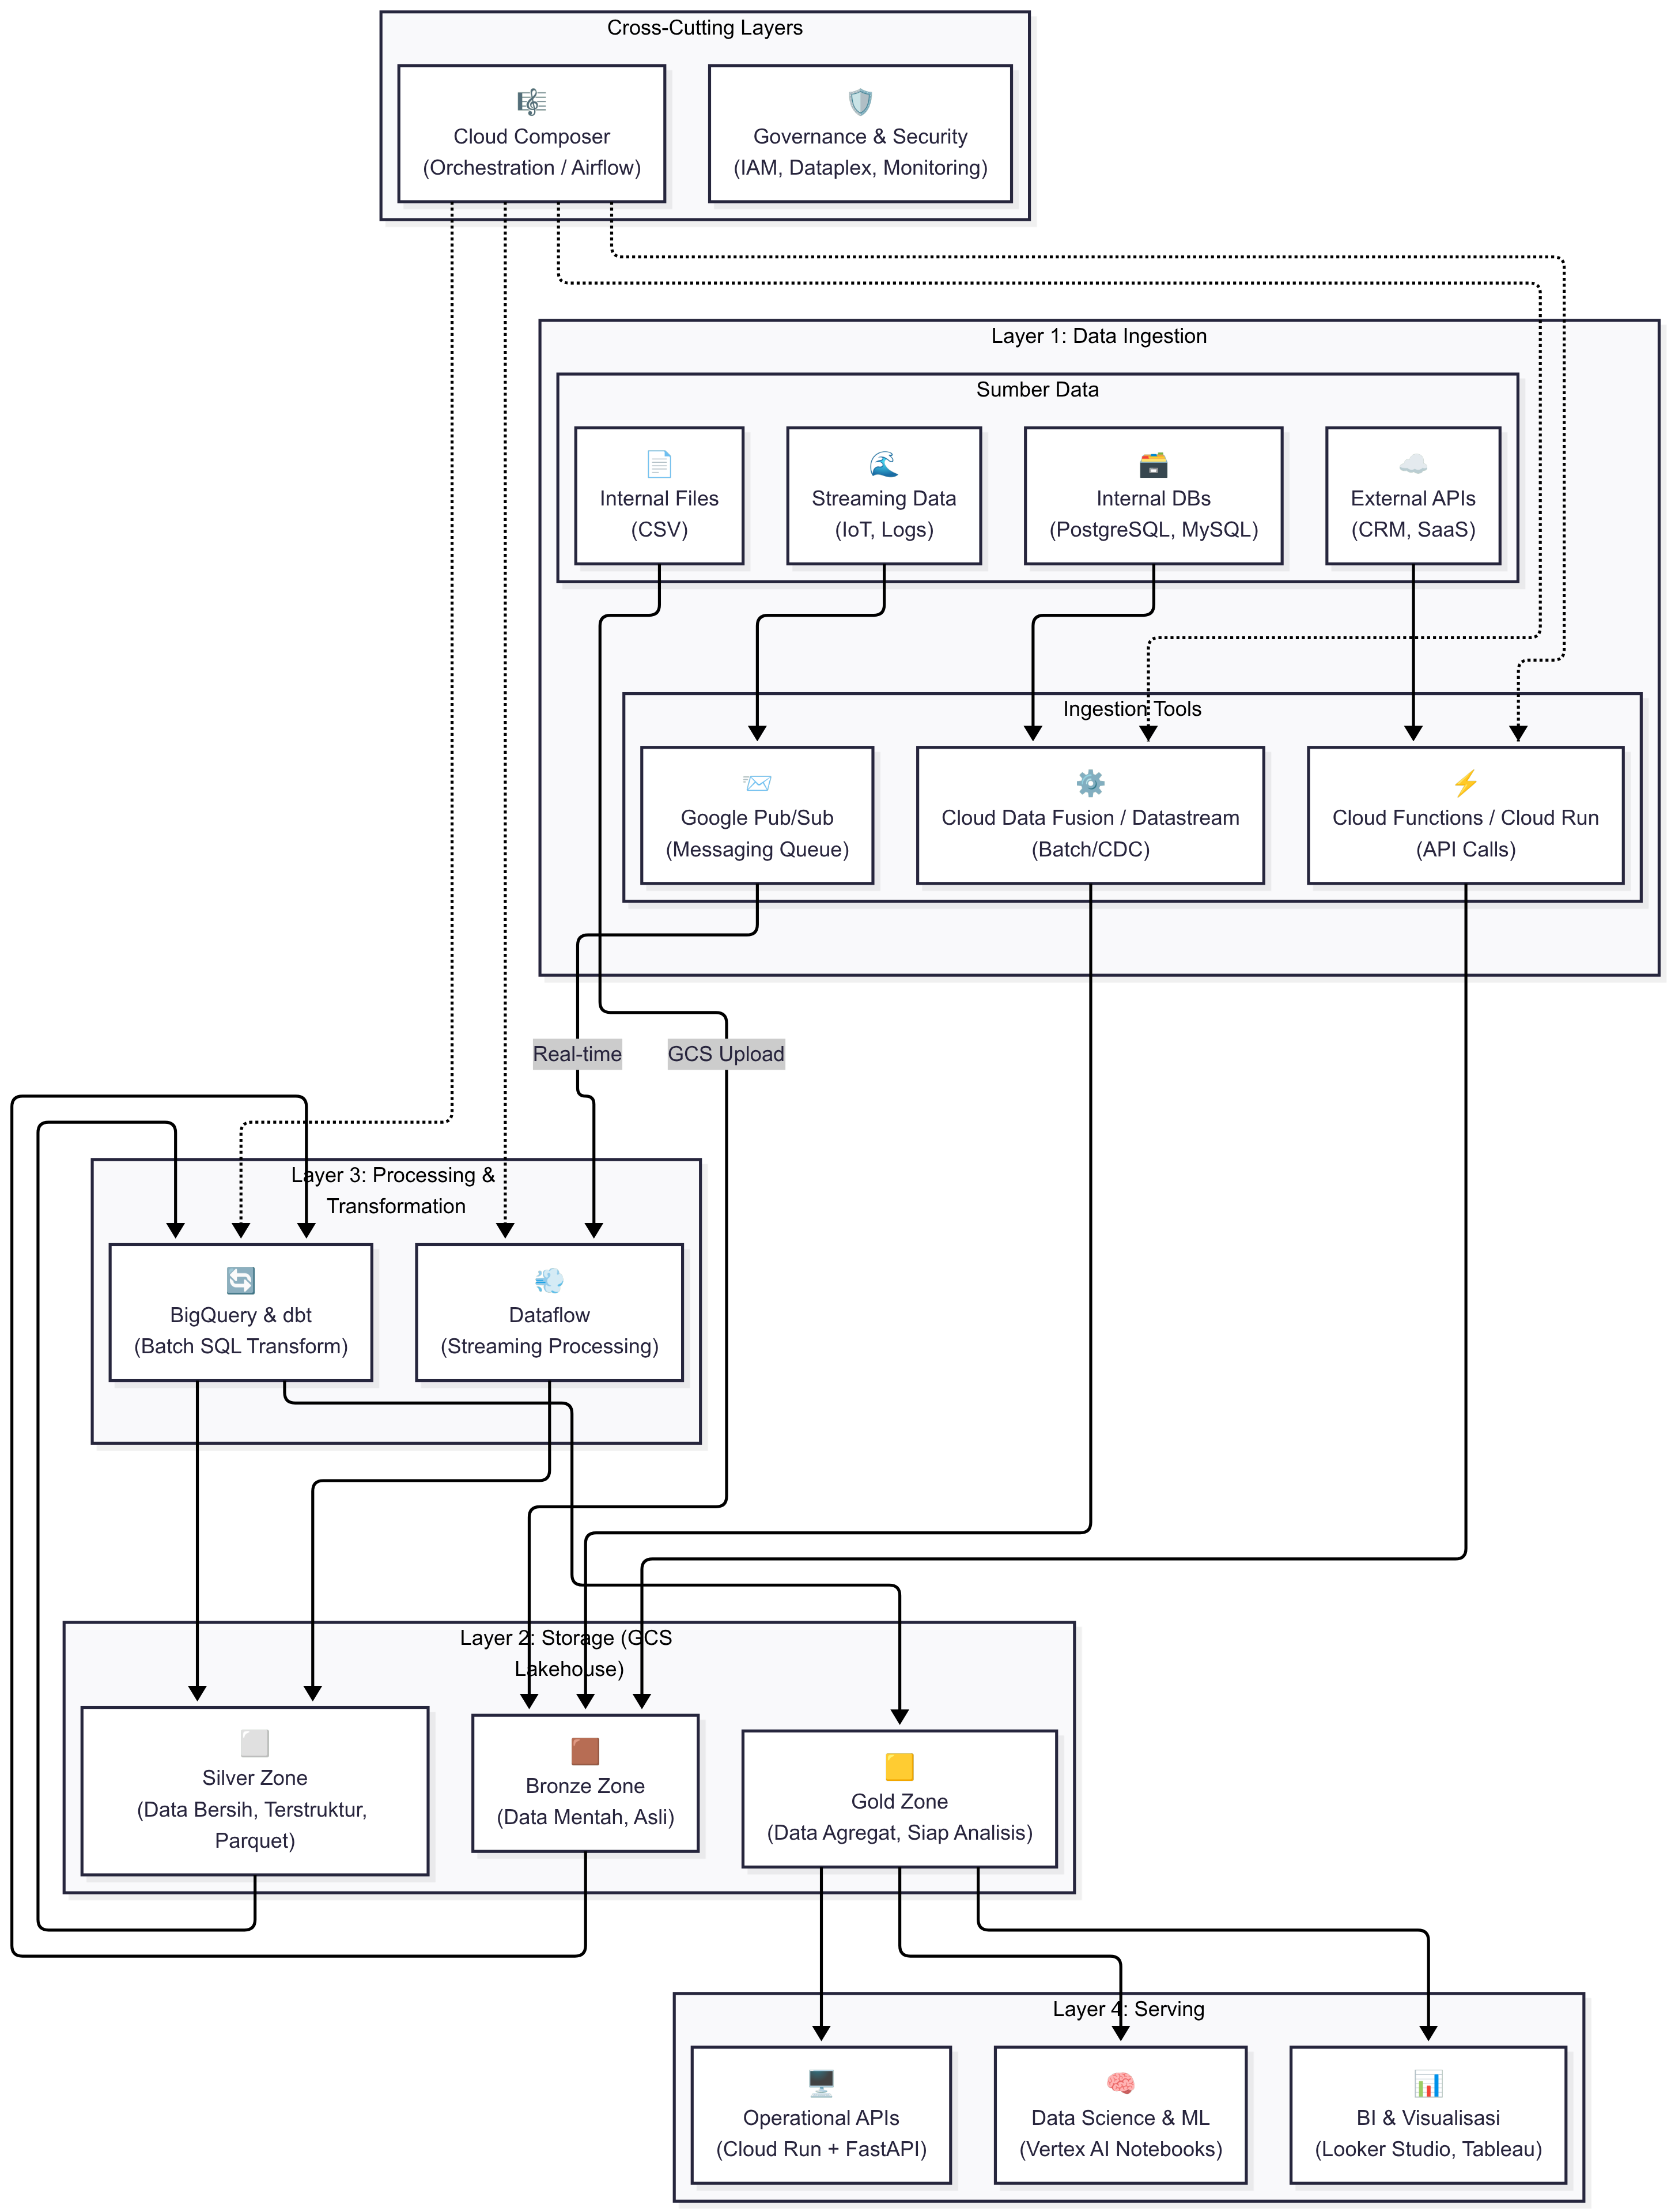 Cross-Cutting Layers
Cloud Composer
(Orchestration / Airflow)
Governance & Security
(IAM, Dataplex, Monitoring)
Layer 1: Data Ingestion
Sumber Data
Internal Files
(CSV)
Streaming Data
(IoT, Logs)
Internal DBs
(PostgreSQL, MySQL)
External APIs
(CRM, SaaS)
Ingestion Tools
Google Pub/Sub
(Messaging Queue)
Cloud Data Fusion / Datastream
(Batch/CDC)
Cloud Functions / Cloud Run
(API Calls)
Real-time
GCS Upload
Layer 3: Processing &
Transformation
BigQuery & dbt
(Batch SQL Transform)
Dataflow
(Streaming Processing)
Layer 2: Storage (GCS
Lakehouse)
Silver Zone
(Data Bersih, Terstruktur,
Parquet)
Bronze Zone
(Data Mentah, Asli)
Gold Zone
(Data Agregat, Siap Analisis)
Layer 4: Serving
Operational APIs
(Cloud Run + FastAPI)
Data Science & ML
(Vertex AI Notebooks)
BI & Visualisasi
(Looker Studio, Tableau)